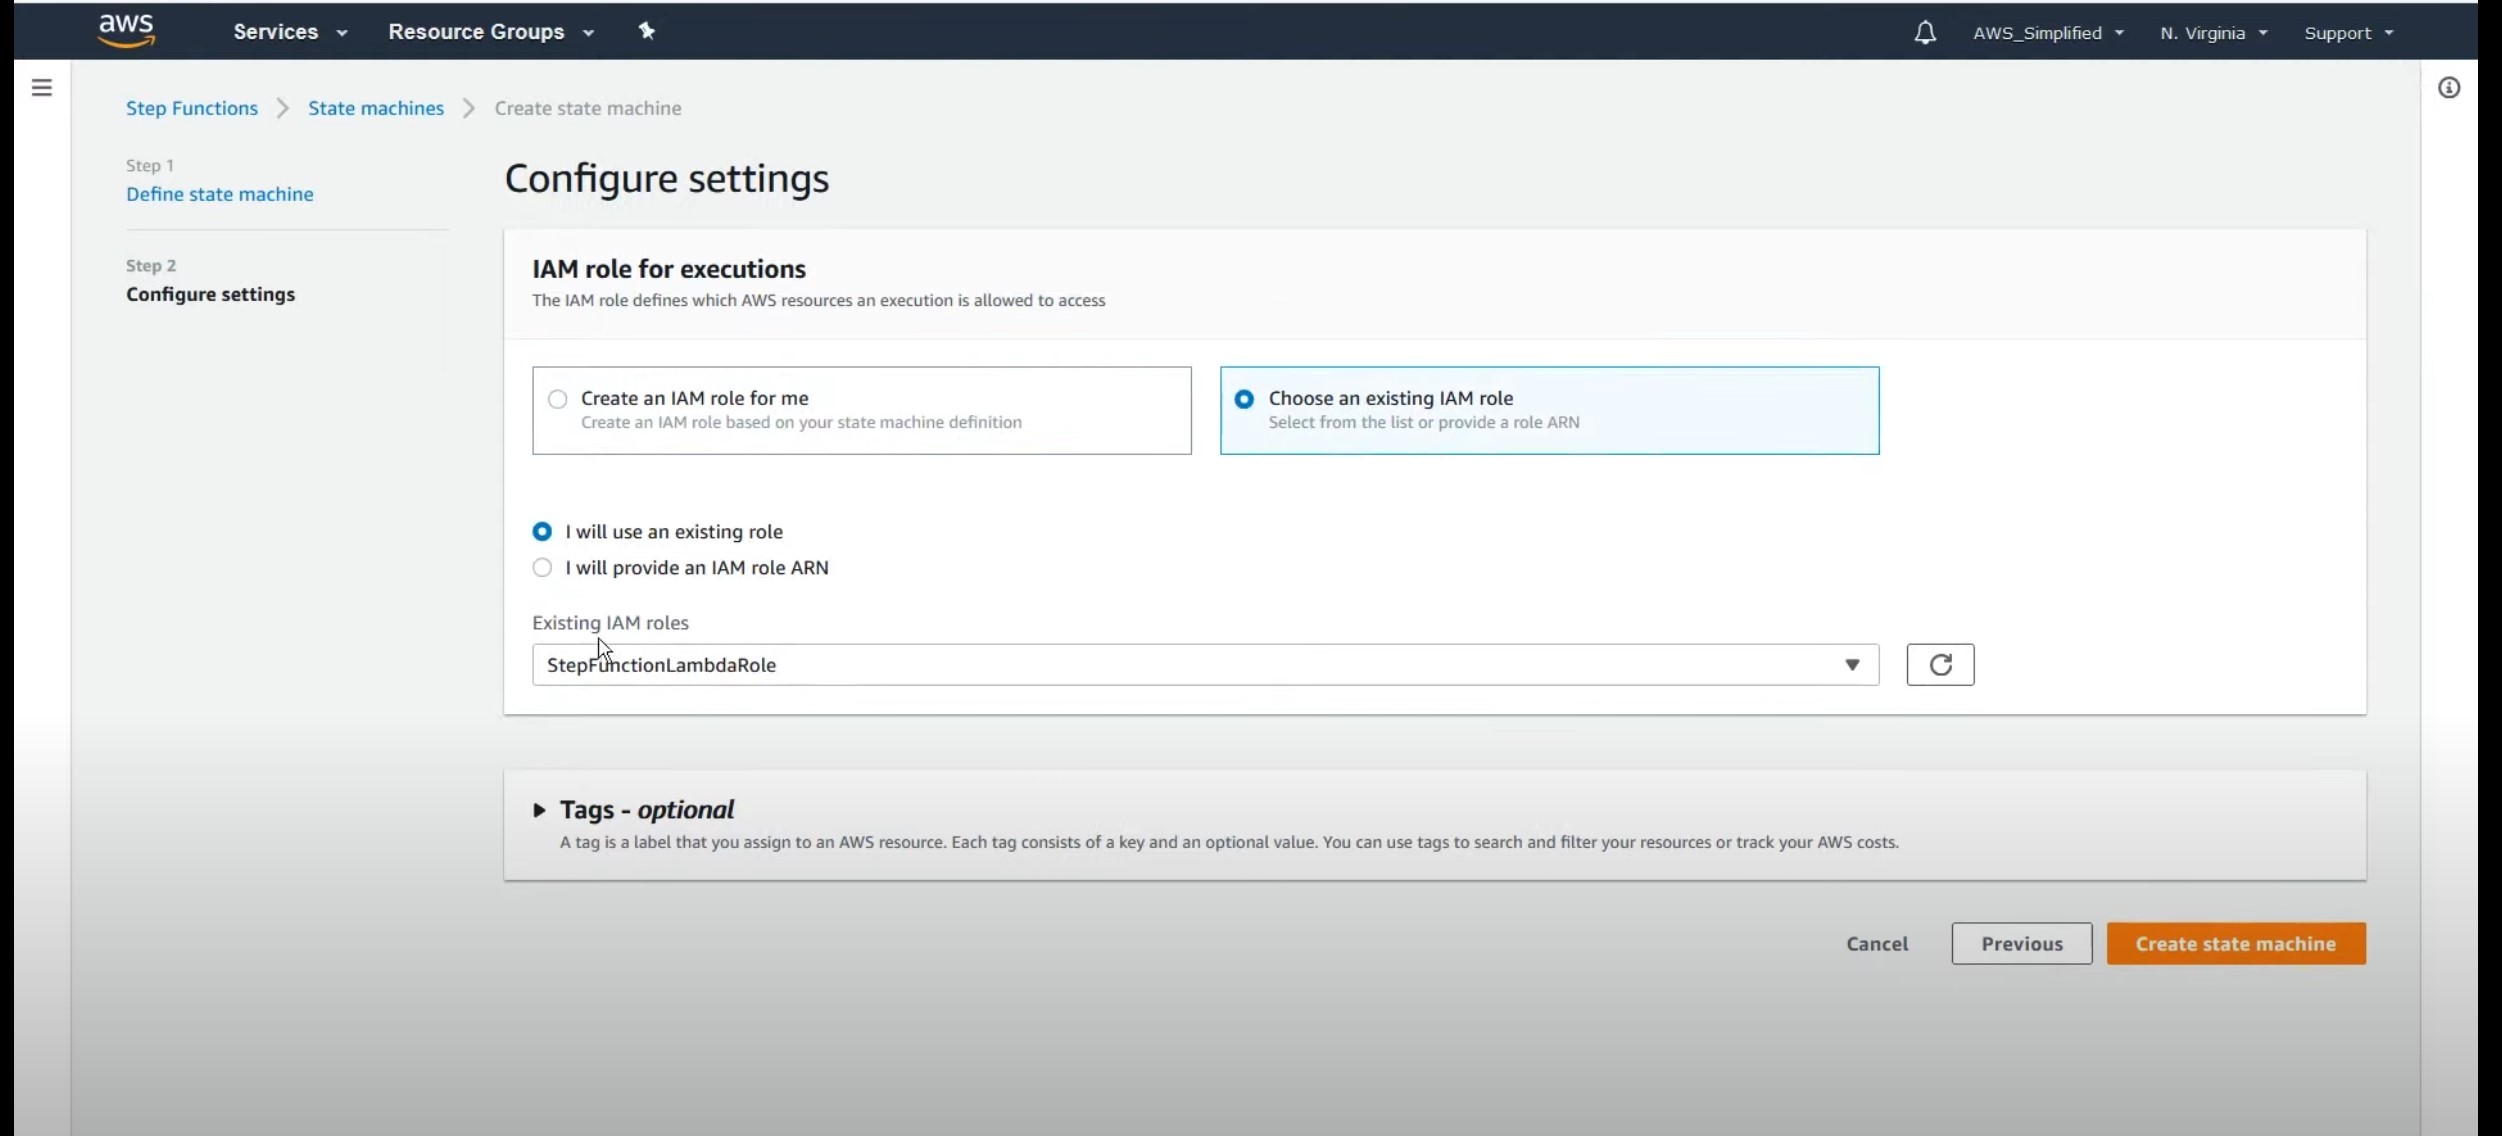 aws Services Resource Groups AWS_Simplified N. Virginia Support
Step Functions State machines Create state machine
Step 1
Define state machine
Step 2
Configure settings
Configure settings
IAM role for executions
The IAM role defines which AWS resources an execution is allowed to access
Create an IAM role for me
Create an IAM role based on your state machine definition
Choose an existing IAM role
Select from the list or provide a role ARN
I will use an existing role
I will provide an IAM role ARN
Existing IAM roles
StepFunctionLambdaRole
Tags - optional
A tag is a label that you assign to an AWS resource. Each tag consists of a key and an optional value. You can use tags to search and filter your resources or track your AWS costs.
Cancel Previous Create state machine